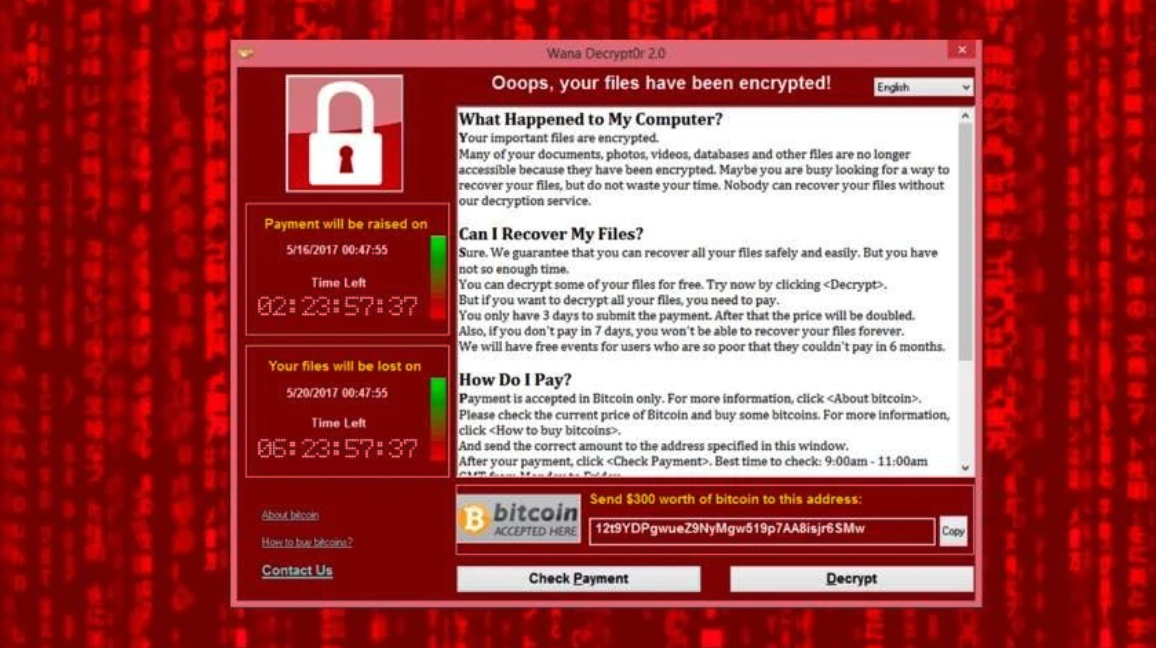 Wana Decrypt0r 2.0
Ooops, your files have been encrypted!
English
Payment will be raised on
5/16/2017 00:47:55
Time Left
02:23:57:37
Your files will be lost on
5/20/2017 00:47:55
Time Left
06:23:57:37
About bitcoin
How to buy bitcoins?
Contact Us
What Happened to My Computer?
Your important files are encrypted.
Many of your documents, photos, videos, databases and other files are no longer
accessible because they have been encrypted. Maybe you are busy looking for a way to
recover your files, but do not waste your time. Nobody can recover your files without
our decryption service.
Can I Recover My Files?
Sure. We guarantee that you can recover all your files safely and easily. But you have
not so enough time.
You can decrypt some of your files for free. Try now by clicking <Decrypt>.
But if you want to decrypt all your files, you need to pay.
You only have 3 days to submit the payment. After that the price will be doubled.
Also, if you don't pay in 7 days, you won't be able to recover your files forever.
We will have free events for users who are so poor that they couldn't pay in 6 months.
How Do I Pay?
Payment is accepted in Bitcoin only. For more information, click <About bitcoin>.
Please check the current price of Bitcoin and buy some bitcoins. For more information,
click <How to buy bitcoins>.
And send the correct amount to the address specified in this window.
After your payment, click <Check Payment>. Best time to check: 9:00am - 11:00am
GMT from Monday to Friday
bitcoin
ACCEPTED HERE
Send $300 worth of bitcoin to this address:
12t9YDPgwueZ9NyMgw519p7AA8isjr6SMw
Copy
Check Payment
Decrypt